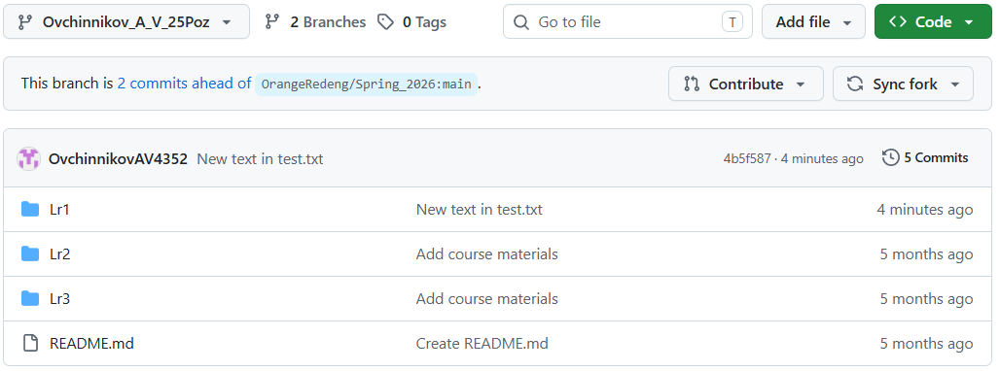 Ovchinnikov_A_V_25Poz 2 Branches 0 Tags Go to file T Add file Code
This branch is 2 commits ahead of OrangeRedeng/Spring_2026:main. Contribute Sync fork
OvchinnikovAV4352 New text in test.txt 4b5f587 · 4 minutes ago 5 Commits
Lr1 New text in test.txt 4 minutes ago
Lr2 Add course materials 5 months ago
Lr3 Add course materials 5 months ago
README.md Create README.md 5 months ago